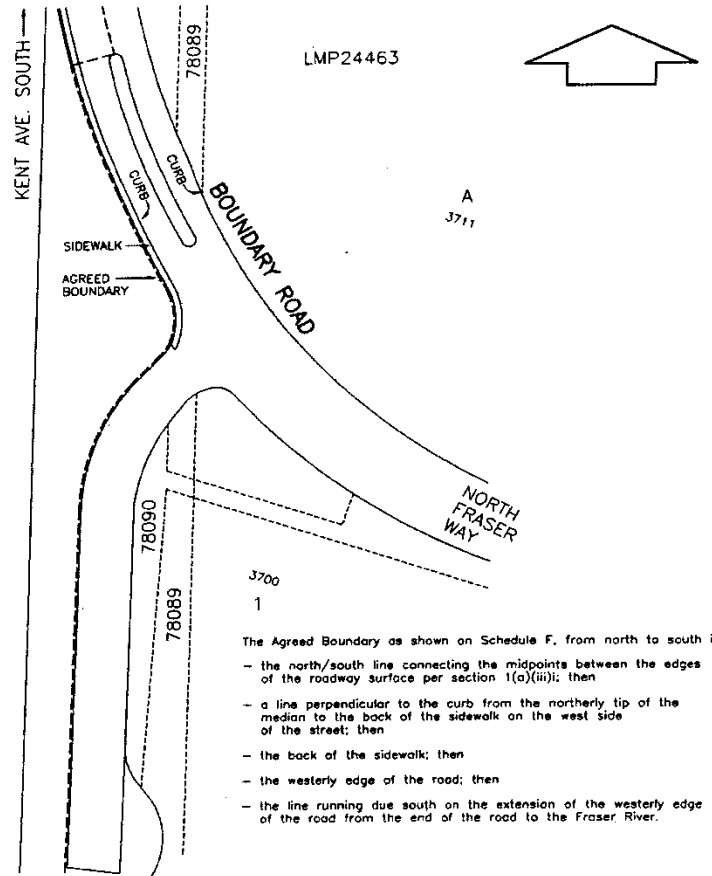 KENT AVE. SOUTH
78089
LMP24463
CURB
CURB
BOUNDARY ROAD
A
3711
SIDEWALK
AGREED
BOUNDARY
NORTH
FRASER
WAY
78090
78089
3700
1
The Agreed Boundary as shown on Schedule F, from north to south i
– the north/south line connecting the midpoints between the edges
of the roadway surface per section 1(a)(iii)i; then
– a line perpendicular to the curb from the northerly tip of the
median to the back of the sidewalk on the west side
of the street; then
– the back of the sidewalk; then
– the westerly edge of the road; then
– the line running due south on the extension of the westerly edge
of the road from the end of the road to the Fraser River.